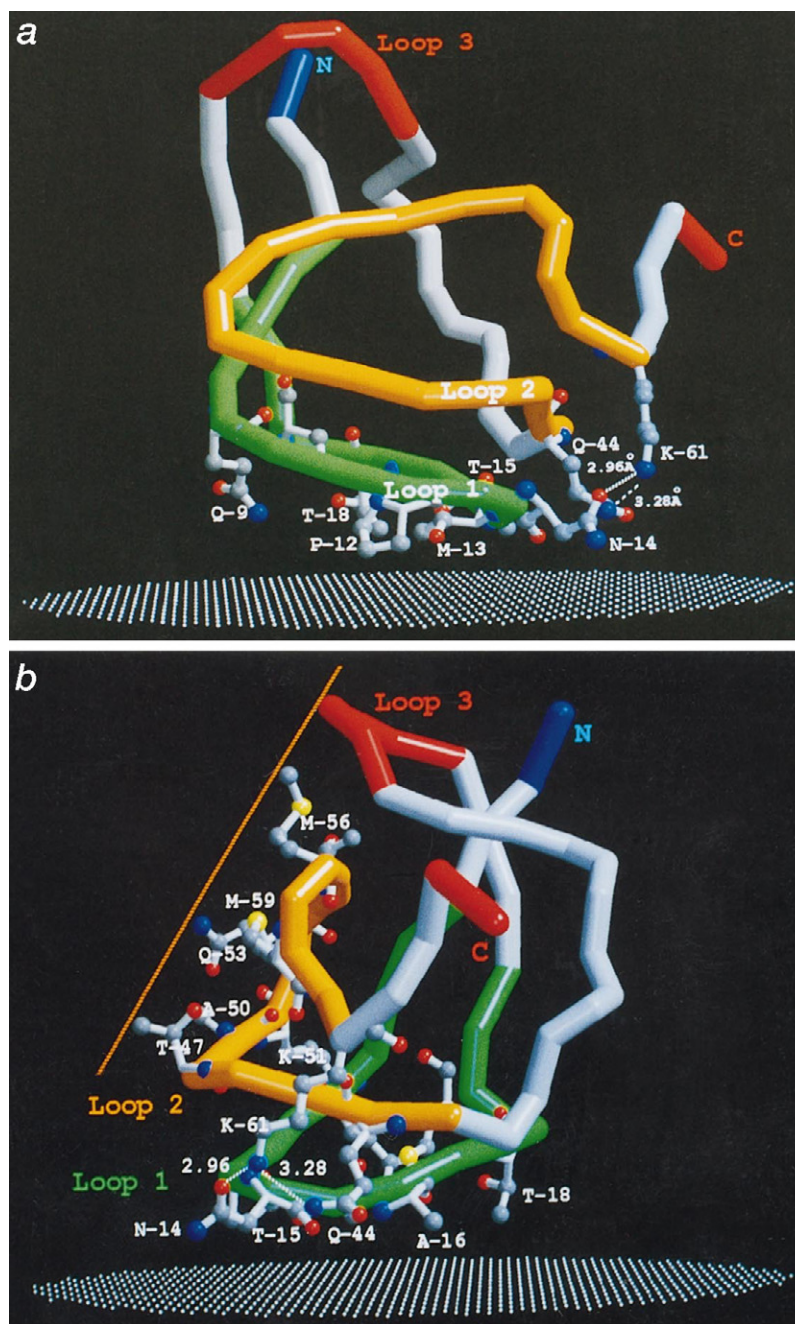 a
Loop 3
N
C
Loop 2
Q-44
T-15
K-61
2.96Å
Loop 1
3.28Å
Q-9
T-18
P-12
M-13
N-14
b
Loop 3
N
M-56
M-59
C
Q-53
A-50
T-47
K-51
Loop 2
K-61
Loop 1
2.96
3.28
T-18
N-14
T-15
Q-44
A-16